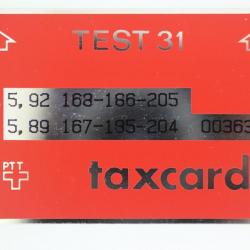 TEST 31
5,92 168-186-205
5,89 167-195-204 00363
PTT
taxcard